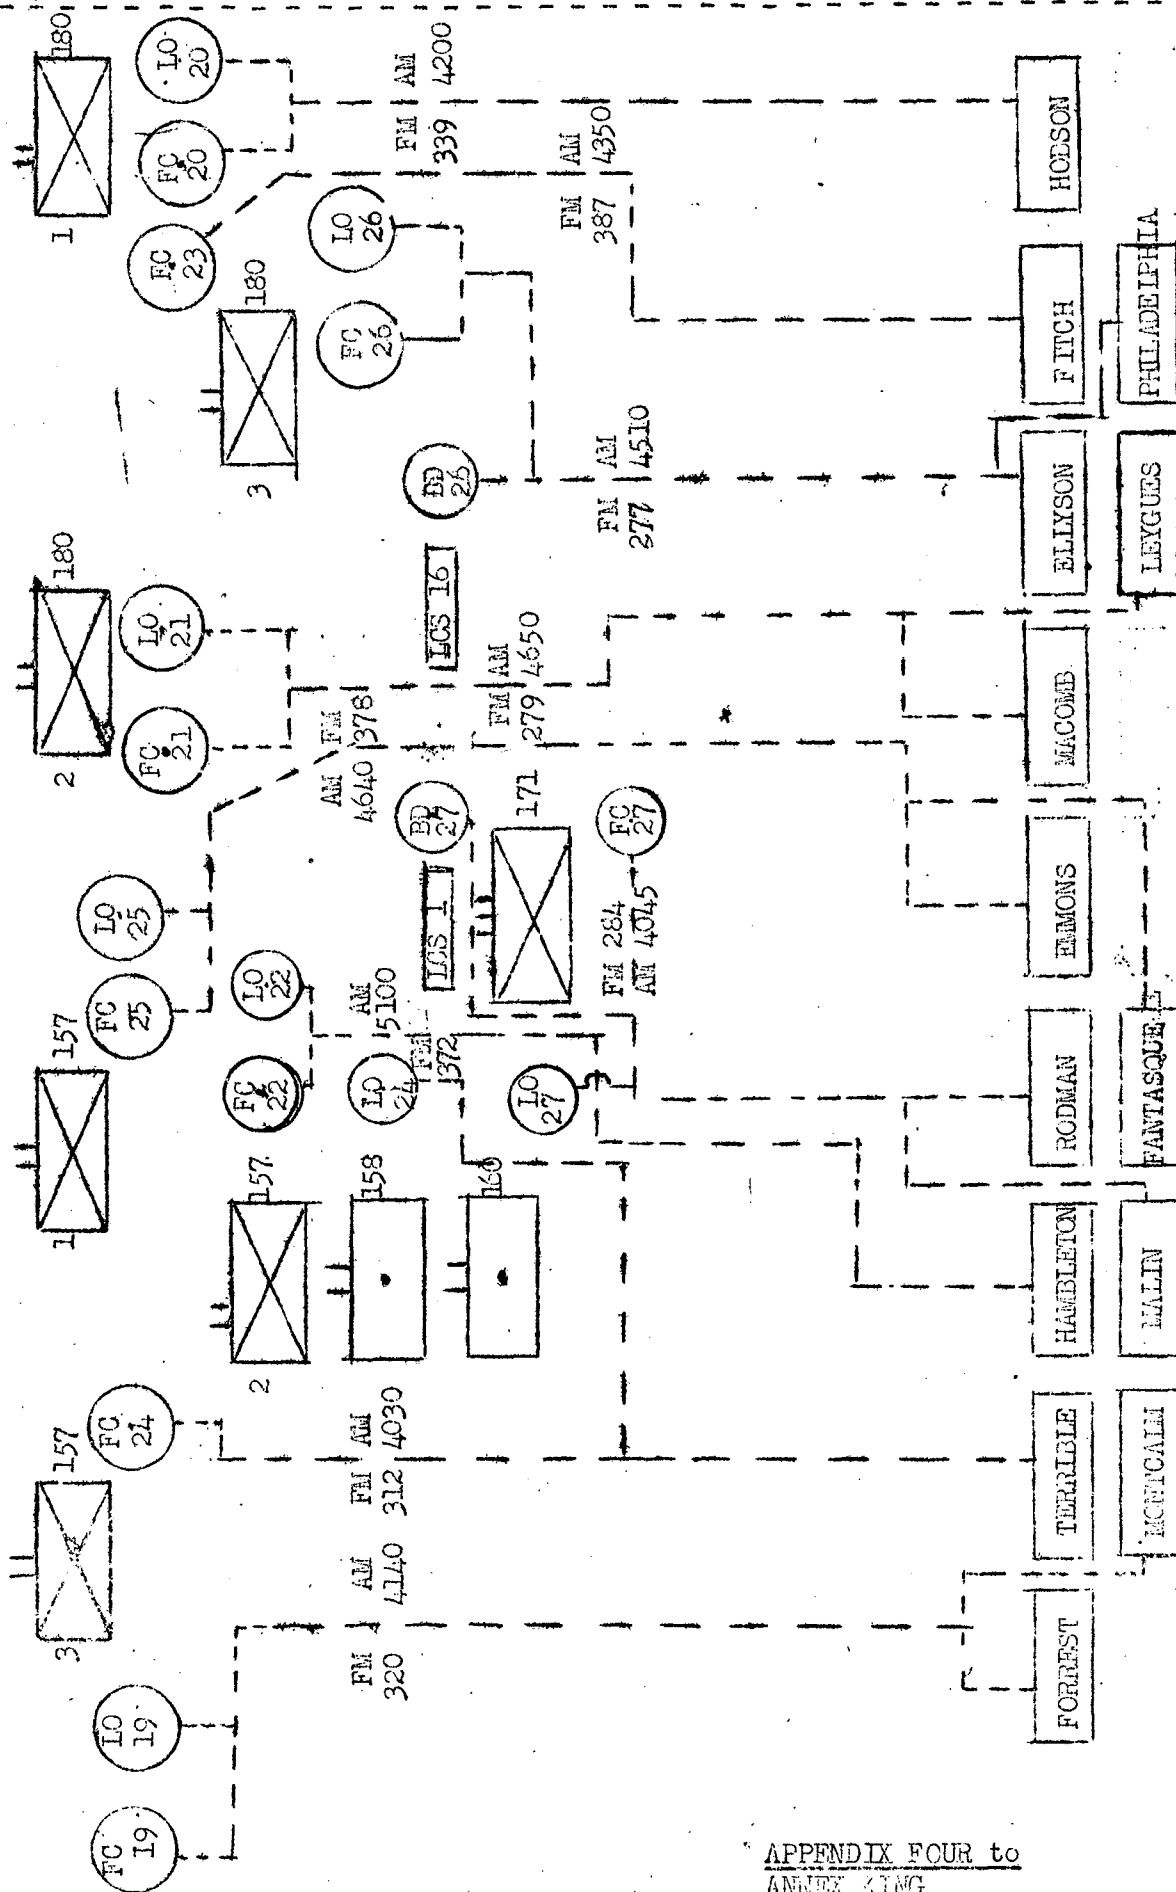 3
157
1
157
2
180
1
180
FC
19
LO
19
FC
24
FC
25
LO
25
FC
21
LO
21
FC
23
FC
20
LO
20
2
157
FC
22
LO
22
3
180
FC
26
LO
26
158
LO
24
160
LO
27
LCS 1
BD
27
LCS 16
BD
26
171
FC
27
FM
320
AM
4140
FM
312
AM
4030
FM
372
AM
5100
AM
4640
FM
378
FM
279
AM
4650
FM
339
AM
4200
FM
387
AM
4350
FM
277
AM
4510
FM 284
AM 4045
FORREST
TERRIBLE
HAMBLETON
RODMAN
EMMONS
MACOMB
ELLYSON
FITCH
HODSON
MONTCALM
MALIN
FANTASQUE
LEYGUES
PHILADELPHIA
APPENDIX FOUR to
ANNEX KING